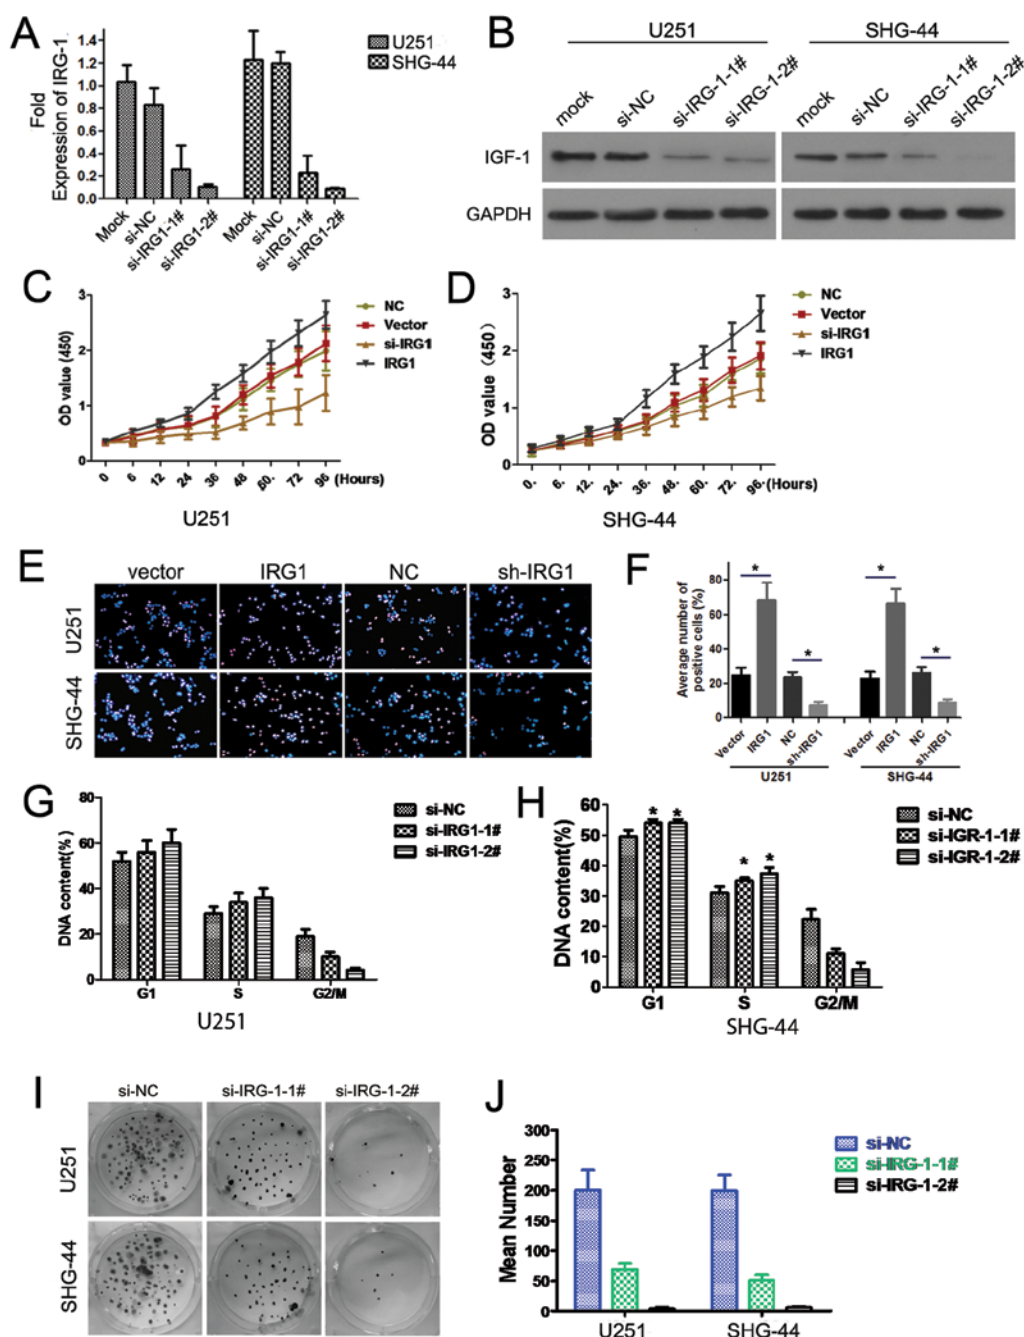 A
Fold
Expression of IRG-1
1.4
1.2
1.0
0.8
0.6
0.4
0.2
0.0
Mock
si-NC
si-IRG1-1#
si-IRG1-2#
Mock
si-NC
si-IRG1-1#
si-IRG1-2#
U251
SHG-44
B
U251
SHG-44
mock
si-NC
si-IRG-1-1#
si-IRG-1-2#
mock
si-NC
si-IRG-1-1#
si-IRG-1-2#
IGF-1
GAPDH
C
OD value (450)
3
2
1
0
0
6
12
24
36
48
60.
72
96
(Hours)
NC
Vector
si-IRG1
IRG1
U251
D
OD value (450)
3
2
1
0
0.
6.
12.
24.
36.
48.
60.
72.
96.
(Hours)
NC
Vector
si-IRG1
IRG1
SHG-44
E
vector
IRG1
NC
sh-IRG1
U251
SHG-44
F
Average number of
positive cells (%)
80
60
40
20
0
*
*
*
*
Vector
IRG1
NC
sh-IRG1
Vector
IRG1
NC
sh-IRG1
U251
SHG-44
G
DNA content(%)
80
60
40
20
0
G1
S
G2/M
si-NC
si-IRG1-1#
si-IRG1-2#
U251
H
DNA content(%)
60
50
40
30
20
10
0
* *
* *
G1
S
G2/M
si-NC
si-IGR-1-1#
si-IGR-1-2#
SHG-44
I
si-NC
si-IRG-1-1#
si-IRG-1-2#
U251
SHG-44
J
Mean Number
300
250
200
150
100
50
0
U251
SHG-44
si-NC
si-IRG-1-1#
si-IRG-1-2#